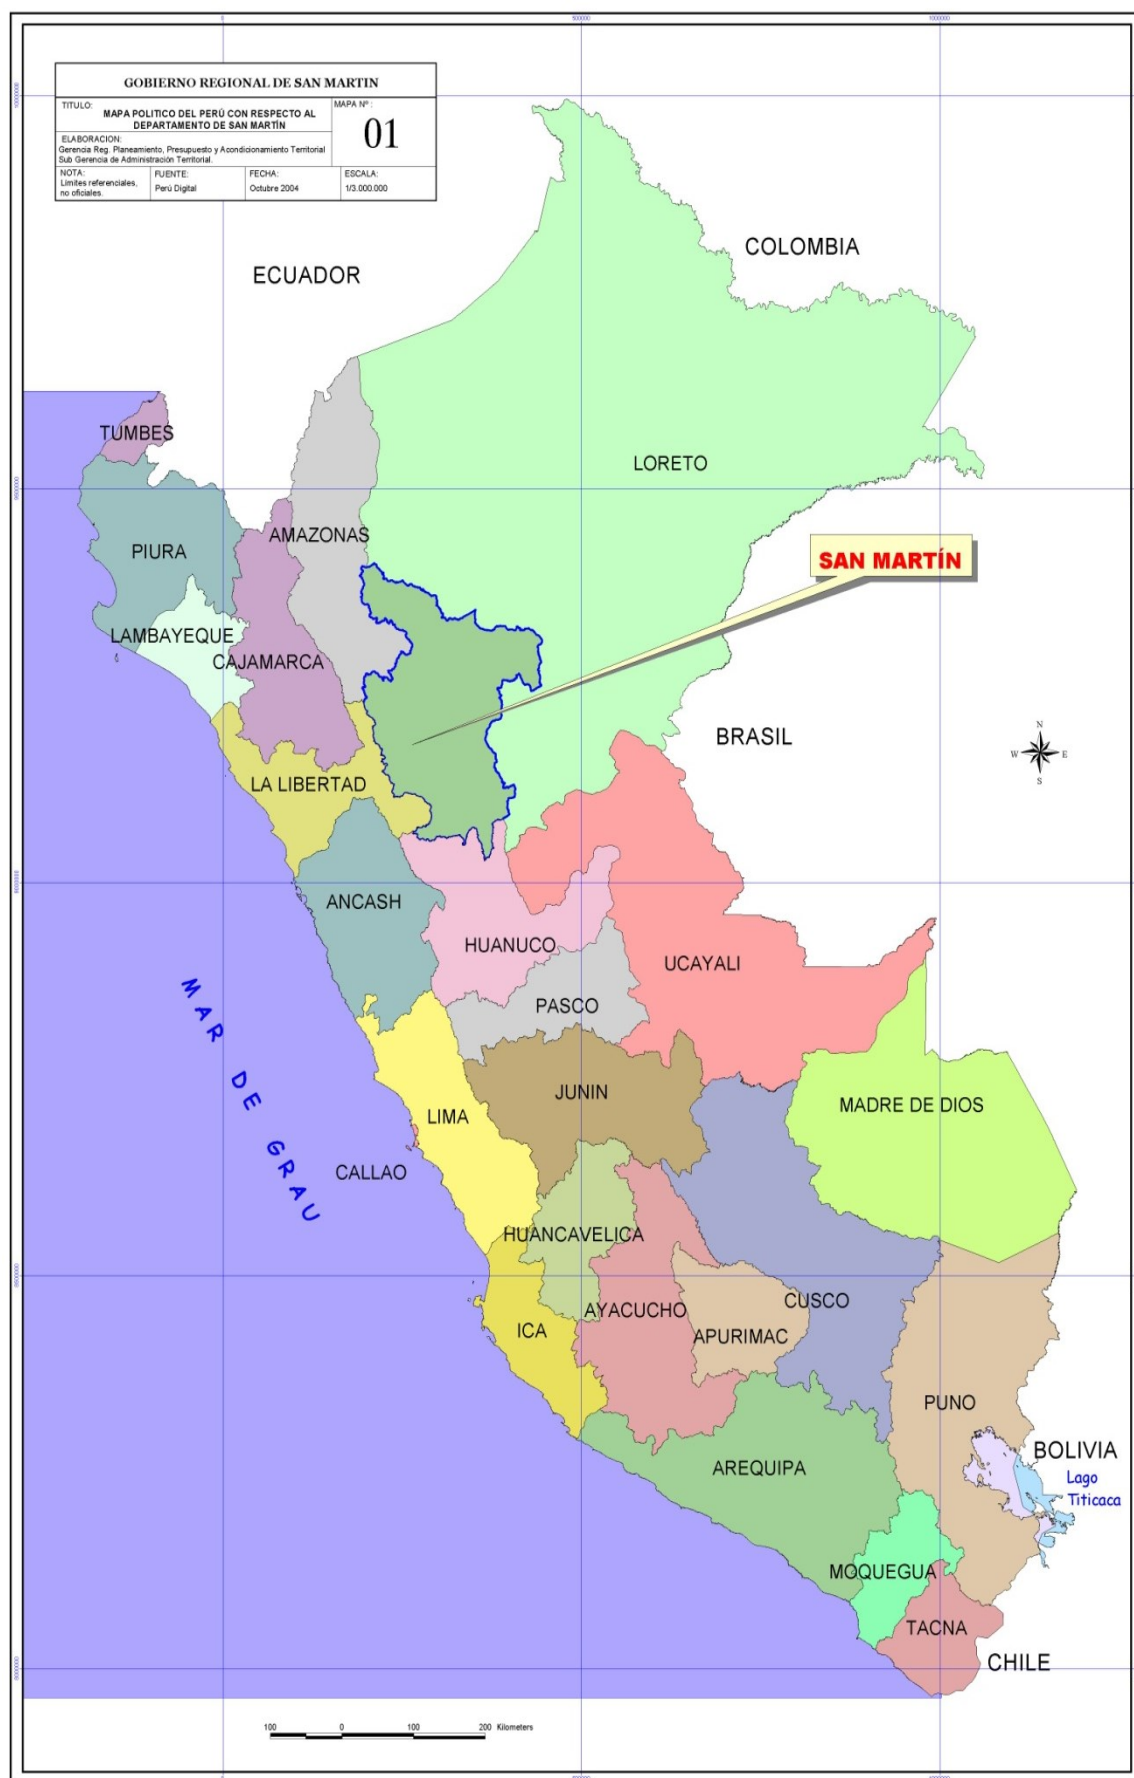 GOBIERNO REGIONAL DE SAN MARTIN
TITULO:
MAPA POLITICO DEL PERÚ CON RESPECTO AL
DEPARTAMENTO DE SAN MARTÍN
MAPA Nº :
01
ELABORACION:
Gerencia Reg. Planeamiento, Presupuesto y Acondicionamiento Territorial
Sub Gerencia de Administración Territorial.
NOTA:
Limites referenciales,
no oficiales.
FUENTE:
Perú Digital
FECHA:
Octubre 2004
ESCALA:
1/3.000.000
COLOMBIA
ECUADOR
TUMBES
LORETO
AMAZONAS
PIURA
SAN MARTÍN
LAMBAYEQUE
CAJAMARCA
BRASIL
N
W
E
S
LA LIBERTAD
ANCASH
HUANUCO
UCAYALI
PASCO
MAR DE GRAU
JUNIN
MADRE DE DIOS
LIMA
CALLAO
HUANCAVELICA
CUSCO
AYACUCHO
ICA
APURIMAC
PUNO
BOLIVIA
AREQUIPA
Lago
Titicaca
MOQUEGUA
TACNA
CHILE
100 0 100 200 Kilometers